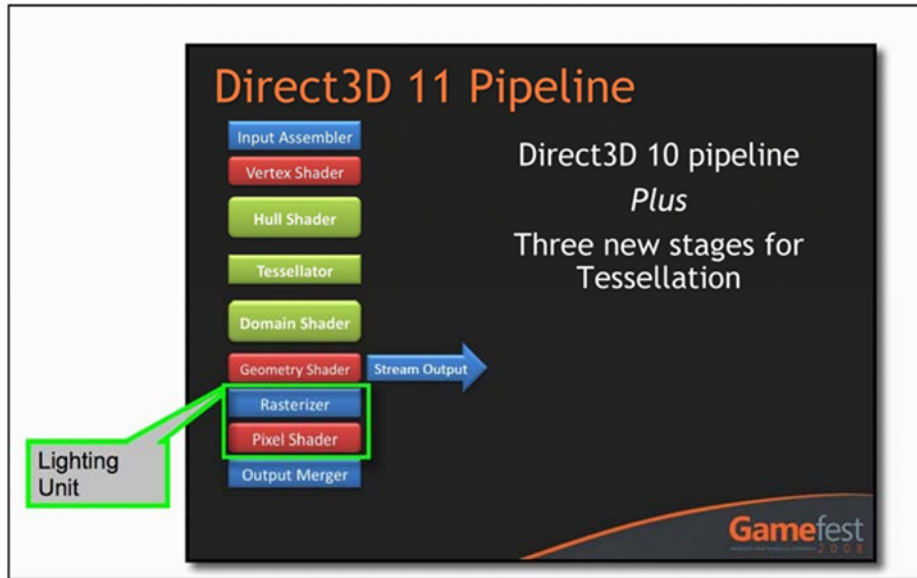 Direct3D 11 Pipeline
Input Assembler
Vertex Shader
Hull Shader
Tessellator
Domain Shader
Geometry Shader
Stream Output
Rasterizer
Pixel Shader
Output Merger
Direct3D 10 pipeline
Plus
Three new stages for
Tessellation
Lighting
Unit
Gamefest
2008